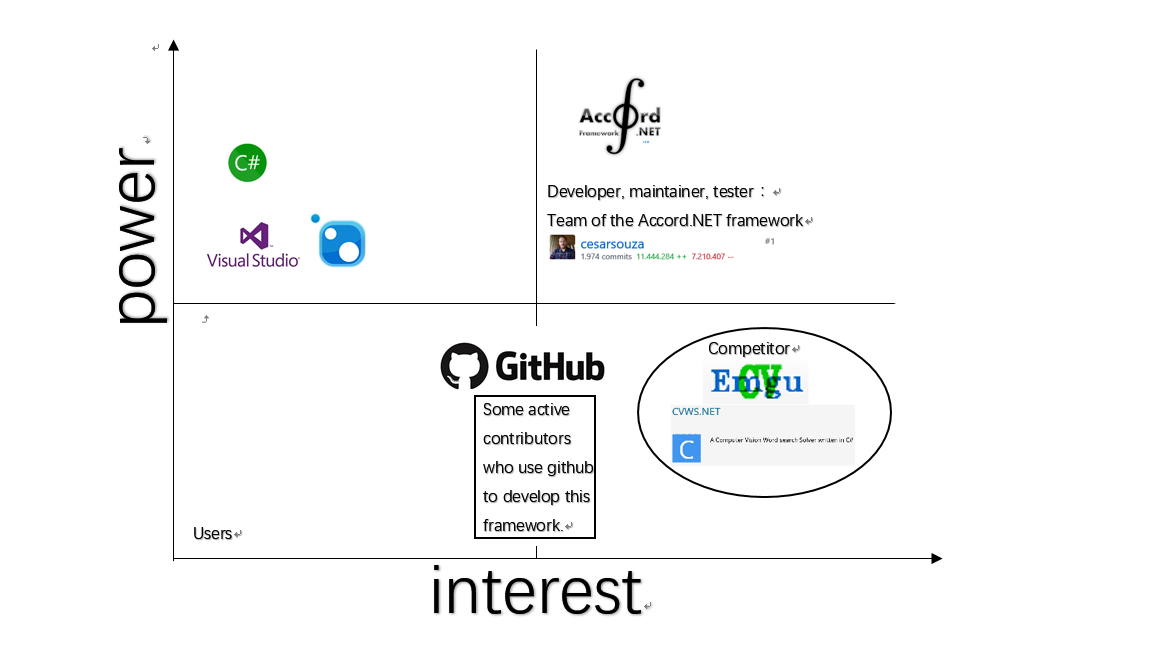 power
C#
Visual Studio
Accord
Framework .NET
Developer, maintainer, tester：
Team of the Accord.NET framework
cesarsouza
#1
1.974 commits 11.444.284 ++ 7.210.407 --
GitHub
Some active
contributors
who use github
to develop this
framework.
Competitor
Emgu
CV
CVWS.NET
C
A Computer Vision Word search Solver written in C#
Users
interest